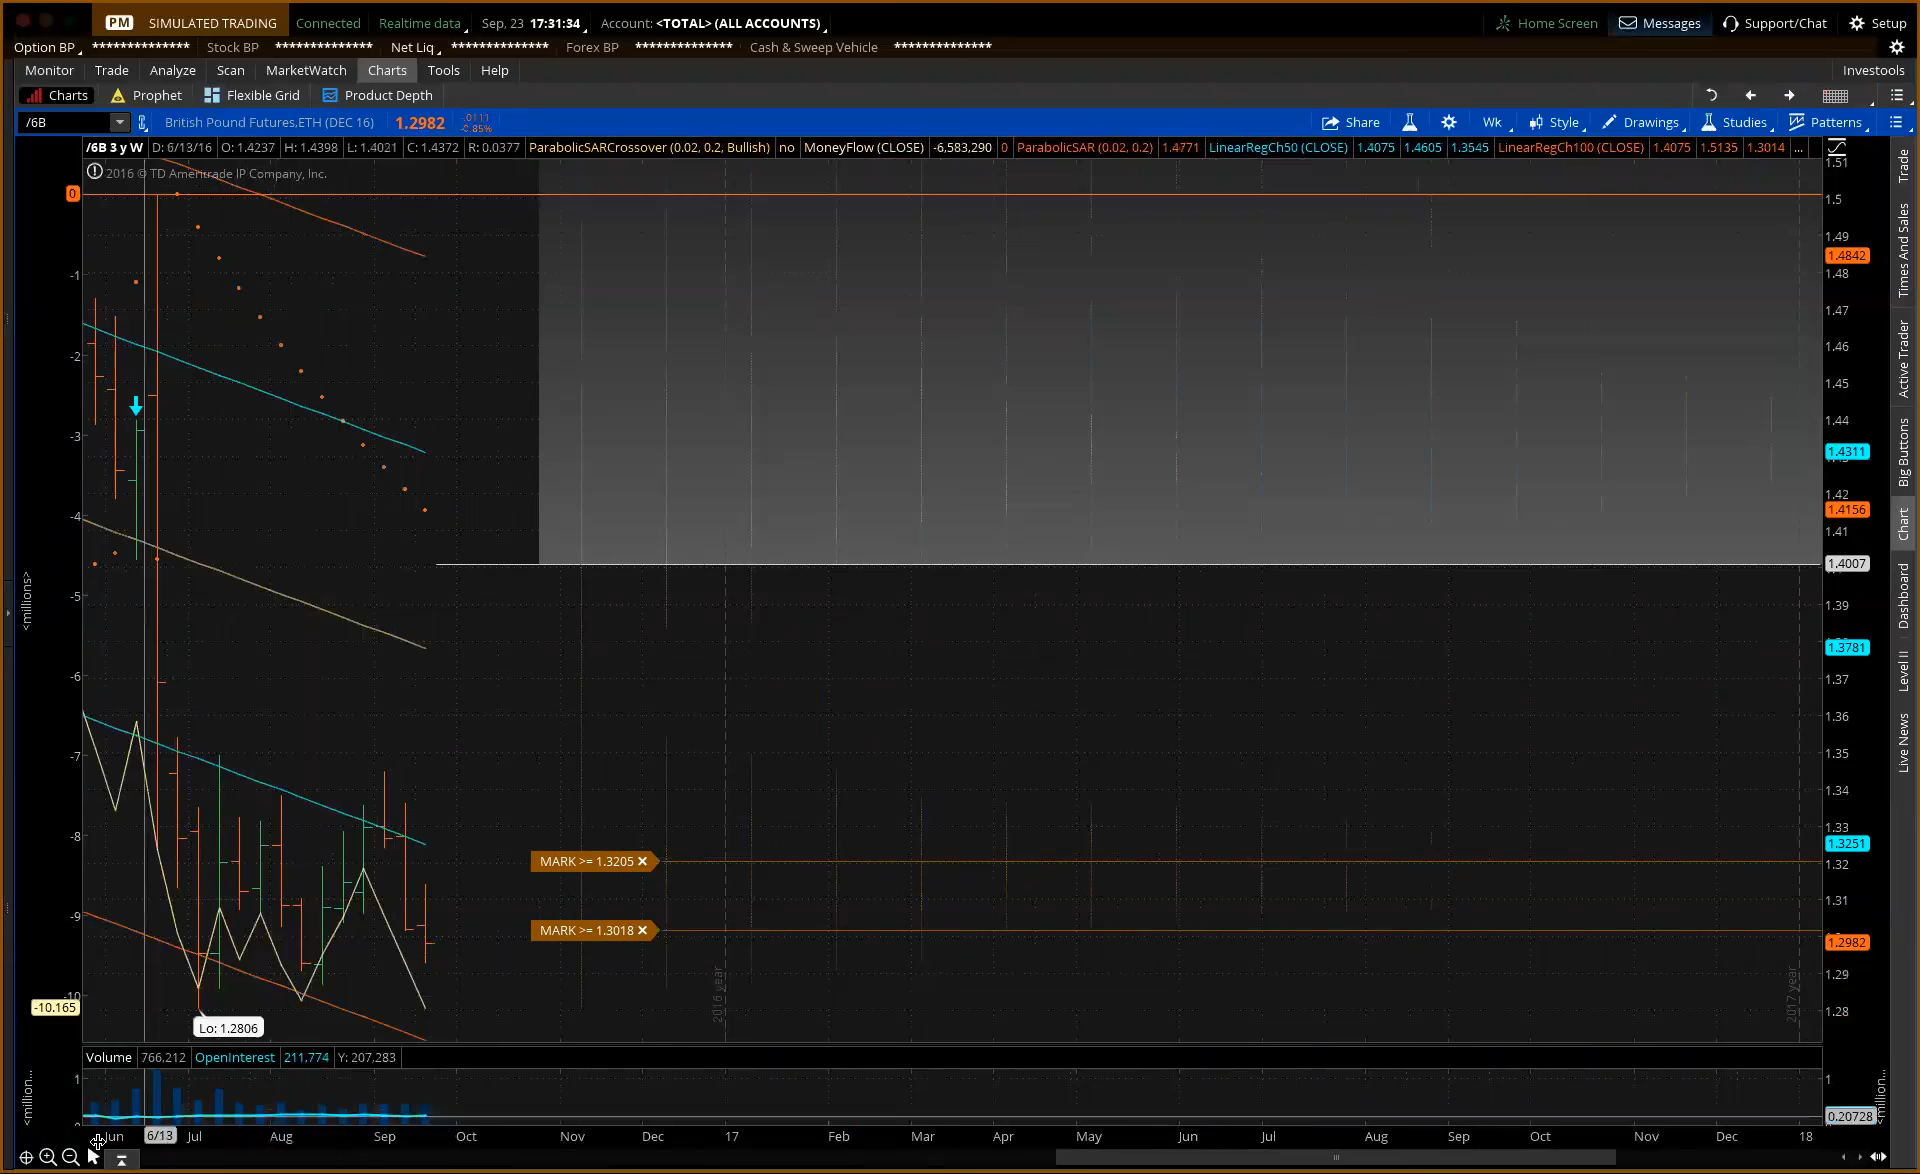 PM SIMULATED TRADING Connected Realtime data Sep, 23 17:31:34 Account: <TOTAL> (ALL ACCOUNTS) Home Screen Messages Support/Chat Setup
Option BP ************** Stock BP ************** Net Liq ************** Forex BP ************** Cash & Sweep Vehicle **************
Monitor Trade Analyze Scan MarketWatch Charts Tools Help Investools
Charts Prophet Flexible Grid Product Depth
/6B British Pound Futures,ETH (DEC 16) 1.2982 -.0111 -0.85% Share Wk Style Drawings Studies Patterns
/6B 3 y W D: 6/13/16 O: 1.4237 H: 1.4398 L: 1.4021 C: 1.4372 R: 0.0377 ParabolicSARCrossover (0.02, 0.2, Bullish) no MoneyFlow (CLOSE) -6,583,290 0 ParabolicSAR (0.02, 0.2) 1.4771 LinearRegCh50 (CLOSE) 1.4075 1.4605 1.3545 LinearRegCh100 (CLOSE) 1.4075 1.5135 1.3014 ...
2016 © TD Ameritrade IP Company, Inc.
1.51
0
1.5
1.49
1.4842
-1
1.48
1.47
1.46
-2
1.45
1.44
-3
1.4311
1.42
1.4156
-4
1.41
1.4007
-5
1.39
1.3781
-6
1.37
1.36
-7
1.35
1.34
-8
1.33
1.3251
MARK >= 1.3205
1.32
1.31
-9
MARK >= 1.3018
1.2982
1.29
-10.165
1.28
Lo: 1.2806
<millions>
2016 year
2017 year
Volume 766,212 OpenInterest 211,774 Y: 207,283
1 1
<million...
<million...
0.20728
Jun 6/13 Jul Aug Sep Oct Nov Dec 17 Feb Mar Apr May Jun Jul Aug Sep Oct Nov Dec 18
Trade
Times And Sales
Active Trader
Big Buttons
Chart
Dashboard
Level II
Live News